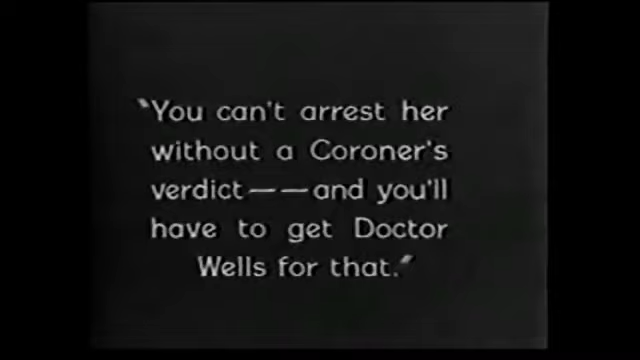 "You can't arrest her
without a Coroner's
verdict——and you'll
have to get Doctor
Wells for that."